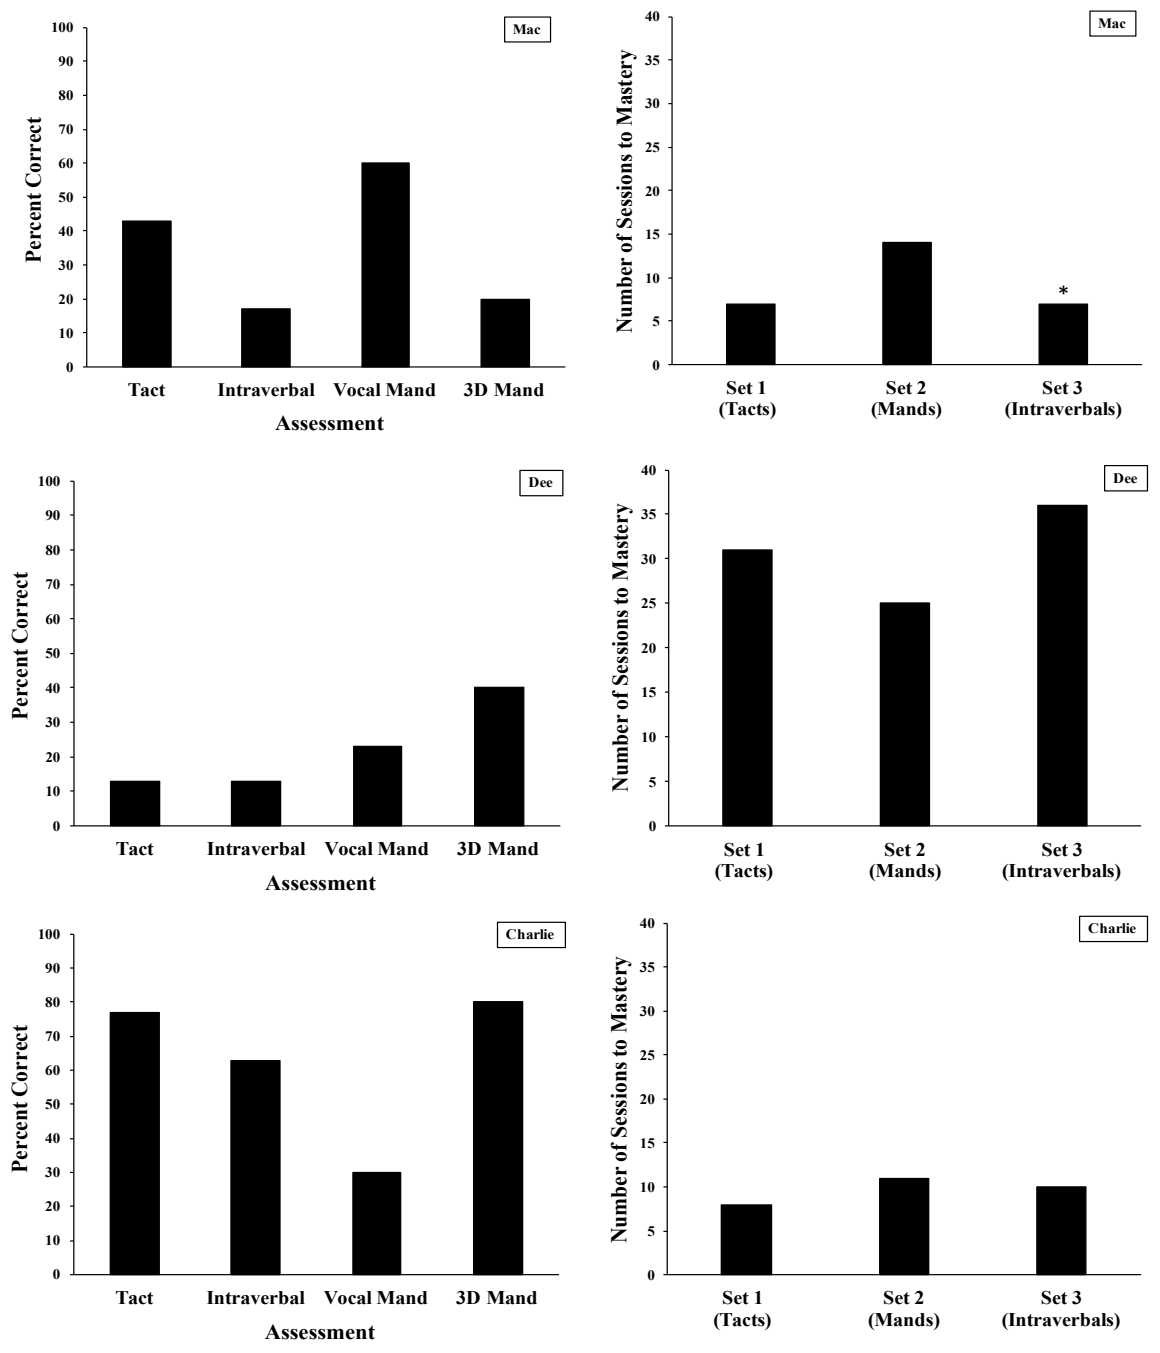 Mac
Percent Correct
100
90
80
70
60
50
40
30
20
10
0
Tact Intraverbal Vocal Mand 3D Mand
Assessment
Mac
Number of Sessions to Mastery
40
35
30
25
20
15
10
5
0
*
Set 1 Set 2 Set 3
(Tacts) (Mands) (Intraverbals)
Dee
Percent Correct
100
90
80
70
60
50
40
30
20
10
0
Tact Intraverbal Vocal Mand 3D Mand
Assessment
Dee
Number of Sessions to Mastery
40
35
30
25
20
15
10
5
0
Set 1 Set 2 Set 3
(Tacts) (Mands) (Intraverbals)
Charlie
Percent Correct
100
90
80
70
60
50
40
30
20
10
0
Tact Intraverbal Vocal Mand 3D Mand
Assessment
Charlie
Number of Sessions to Mastery
40
35
30
25
20
15
10
5
0
Set 1 Set 2 Set 3
(Tacts) (Mands) (Intraverbals)